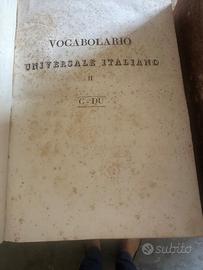 VOCABOLARIO
UNIVERSALE ITALIANO
II
C-DU
subito